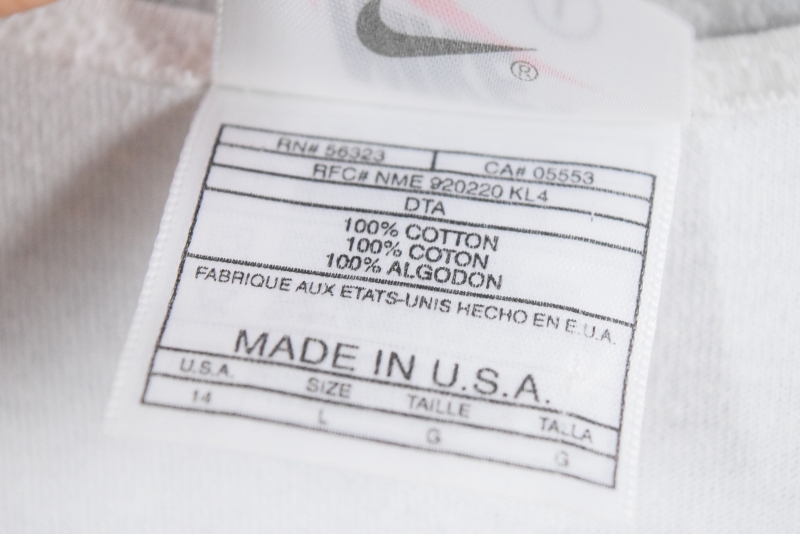 ®
RN# 56323 CA# 05553
RFC# NME 920220 KL4
DTA
100% COTTON
100% COTON
100% ALGODON
FABRIQUE AUX ETATS-UNIS HECHO EN E.U.A.
MADE IN U.S.A.
U.S.A. SIZE TAILLE TALLA
14 L G G